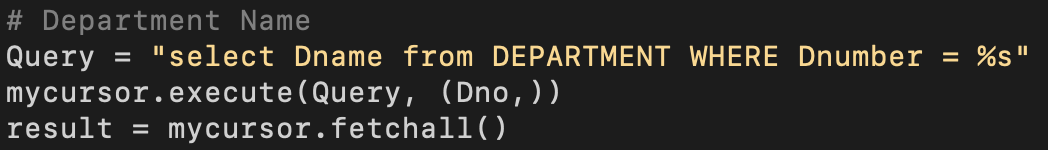 # Department Name
Query = "select Dname from DEPARTMENT WHERE Dnumber = %s"
mycursor.execute(Query, (Dno,))
result = mycursor.fetchall()